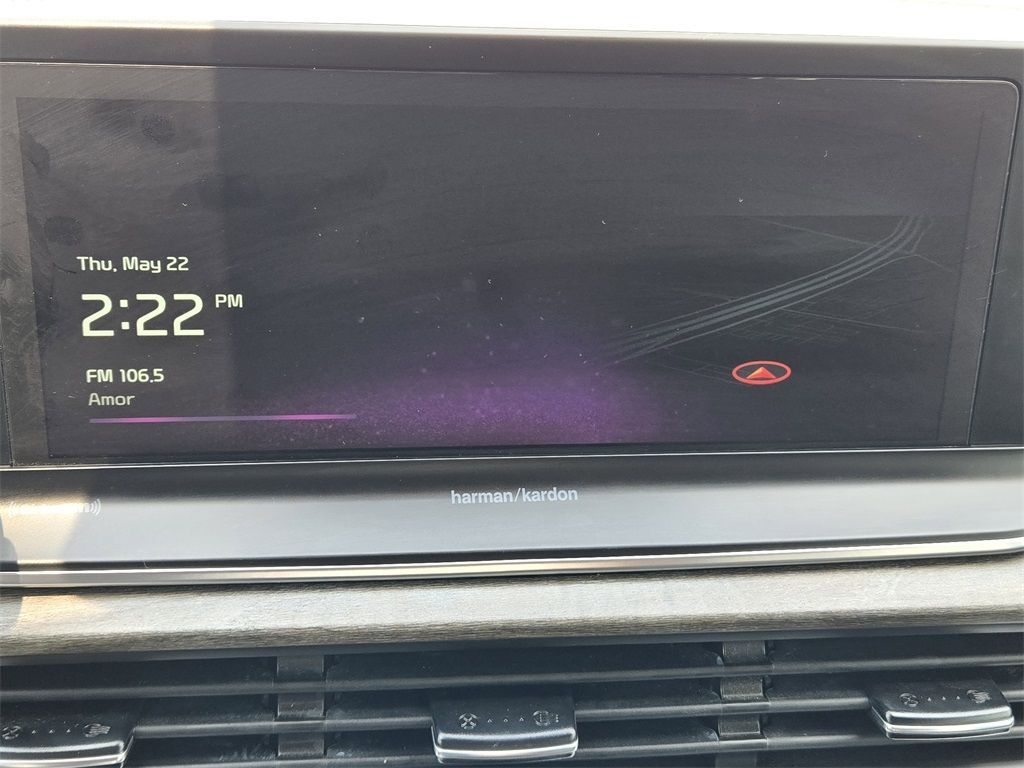 Thu, May 22
2:22 PM
FM 106.5
Amor
harman/kardon